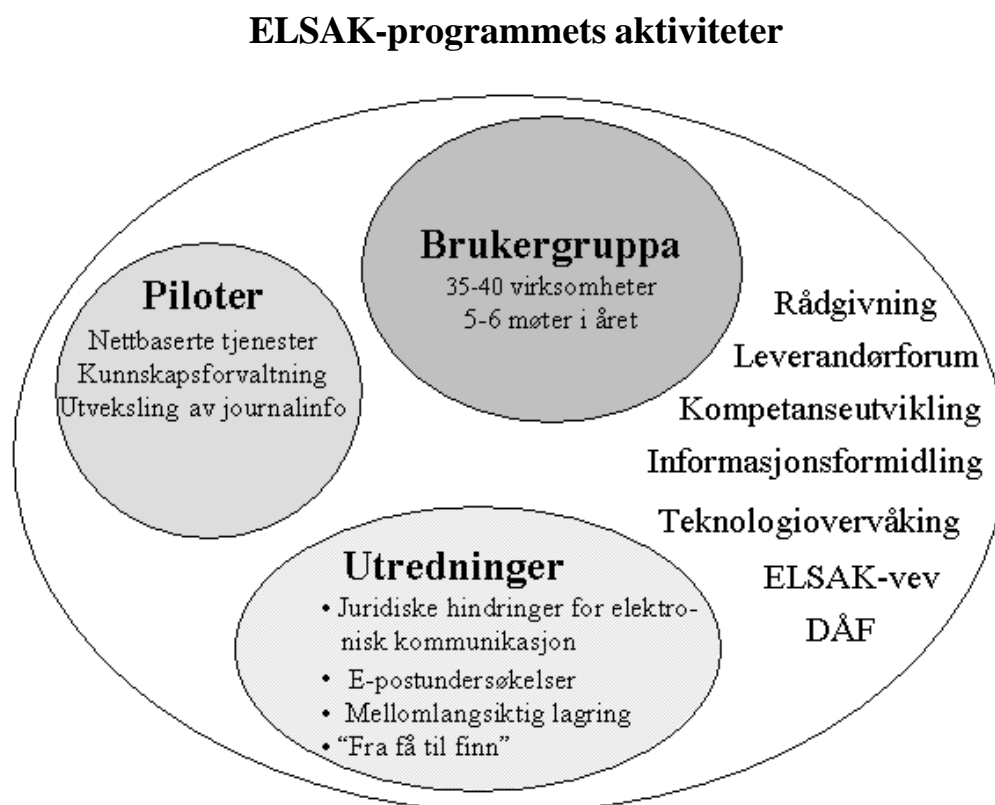 ELSAK-programmets aktiviteter
Brukergruppa
35-40 virksomheter
5-6 møter i året
Piloter
Nettbaserte tjenester
Kunnskapsforvaltning
Utveksling av journalinfo
Rådgivning
Leverandørforum
Kompetanseutvikling
Informasjonsformidling
Teknologiovervåking
ELSAK-vev
DÅF
Utredninger
• Juridiske hindringer for elektro-
nisk kommunikasjon
• E-postundersøkelser
• Mellomlangsiktig lagring
• “Fra få til finn”